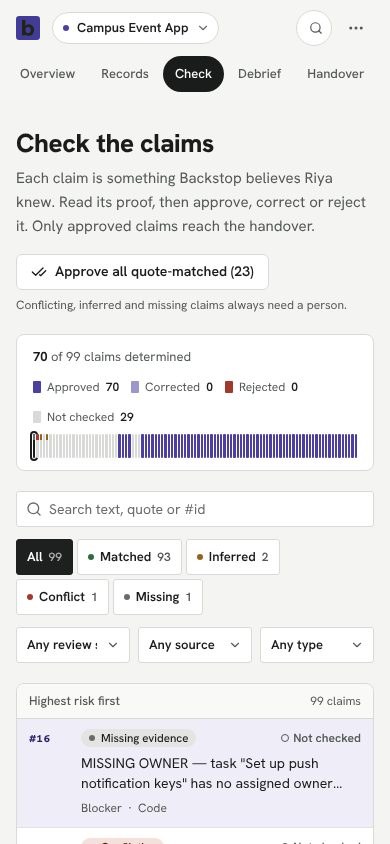 b Campus Event App
Overview Records Check Debrief Handover
Check the claims
Each claim is something Backstop believes Riya
knew. Read its proof, then approve, correct or reject
it. Only approved claims reach the handover.
Approve all quote-matched (23)
Conflicting, inferred and missing claims always need a person.
70 of 99 claims determined
Approved 70 Corrected 0 Rejected 0
Not checked 29
Search text, quote or #id
All 99 Matched 93 Inferred 2
Conflict 1 Missing 1
Any review Any source Any type
Highest risk first 99 claims
#16 Missing evidence Not checked
MISSING OWNER — task "Set up push
notification keys" has no assigned owner…
Blocker · Code